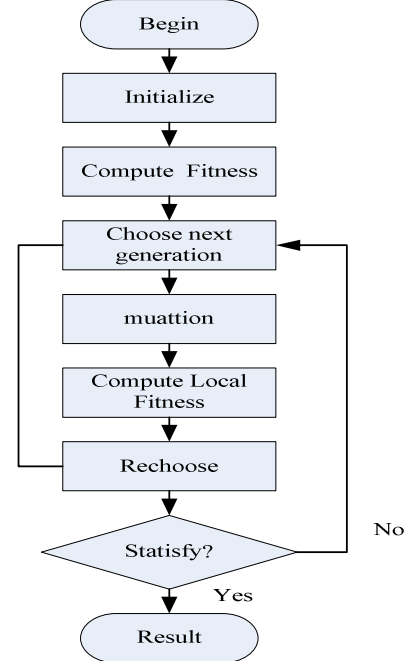 Begin
Initialize
Compute Fitness
Choose next
generation
muattion
Compute Local
Fitness
Rechoose
Statisfy?
No
Yes
Result